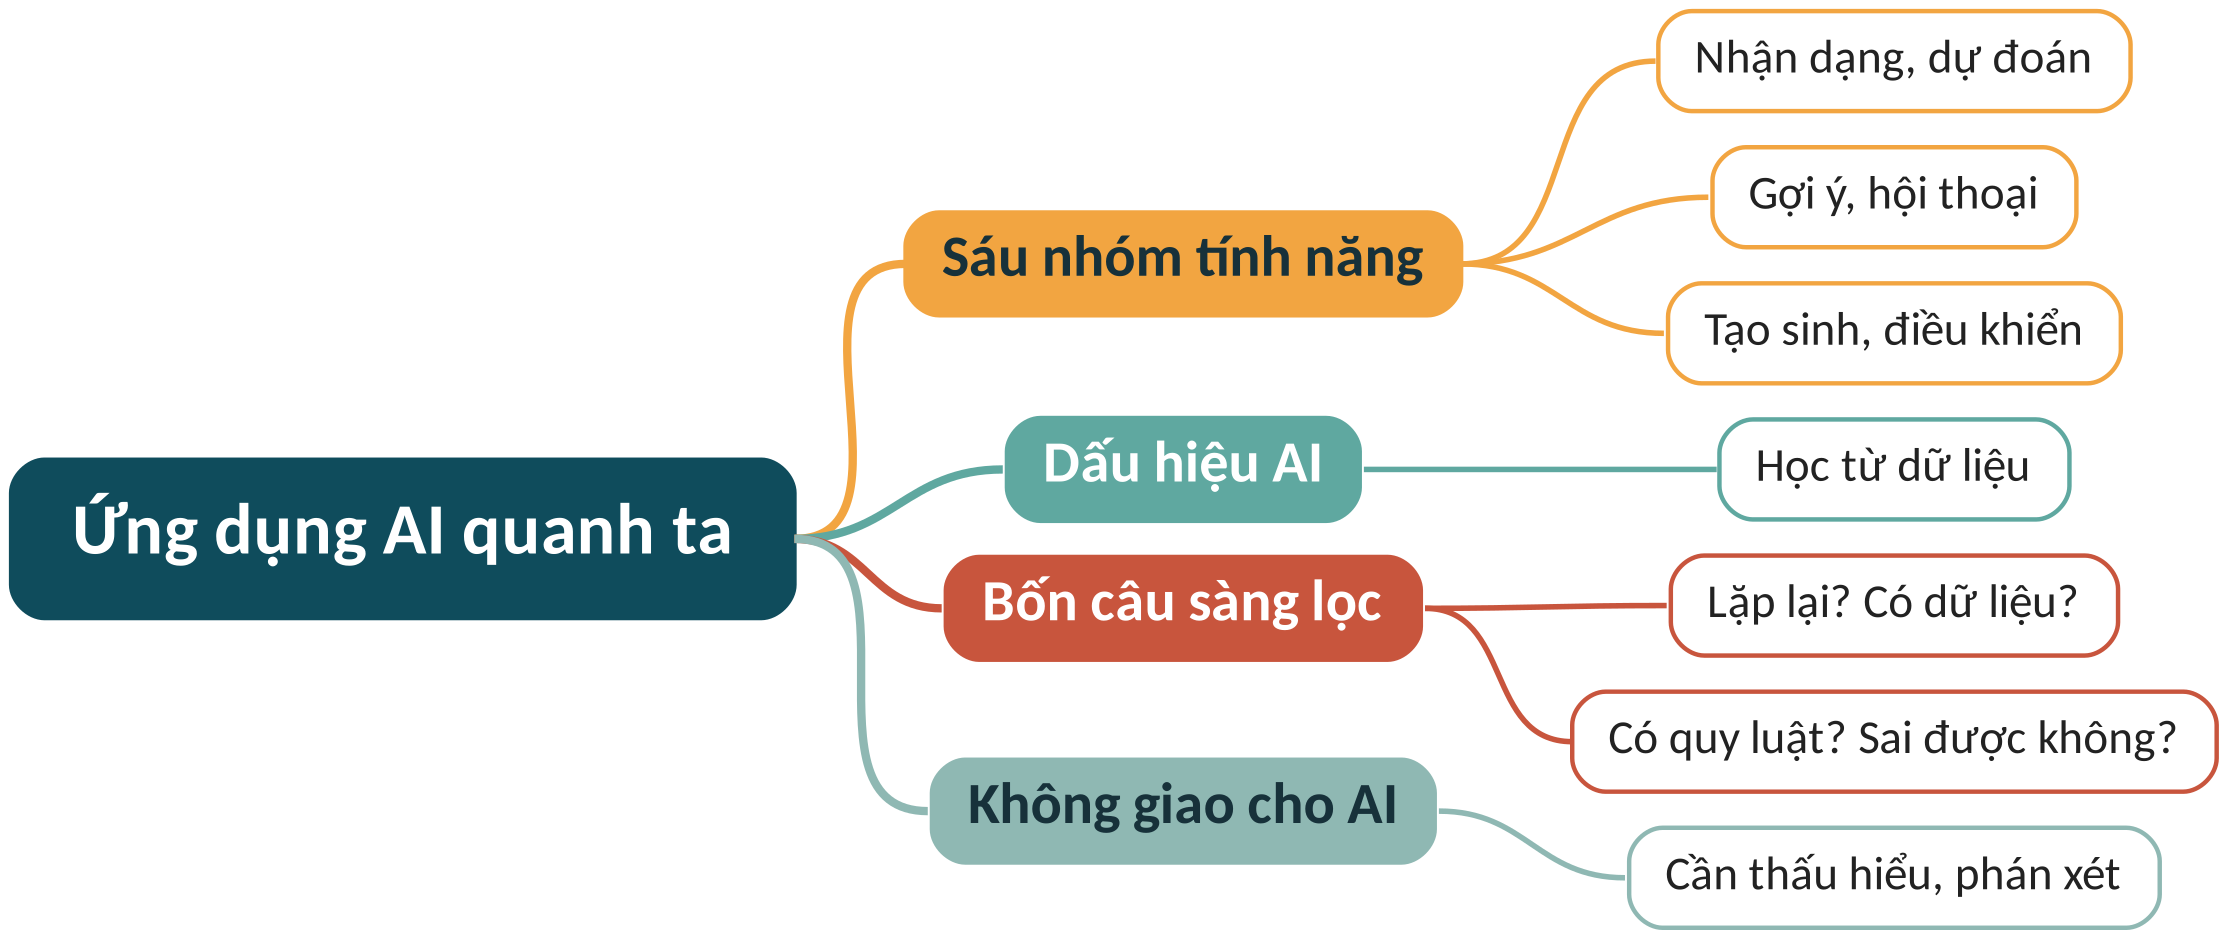 Ứng dụng AI quanh ta
Sáu nhóm tính năng
Nhận dạng, dự đoán
Gợi ý, hội thoại
Tạo sinh, điều khiển
Dấu hiệu AI
Học từ dữ liệu
Bốn câu sàng lọc
Lặp lại? Có dữ liệu?
Có quy luật? Sai được không?
Không giao cho AI
Cần thấu hiểu, phán xét